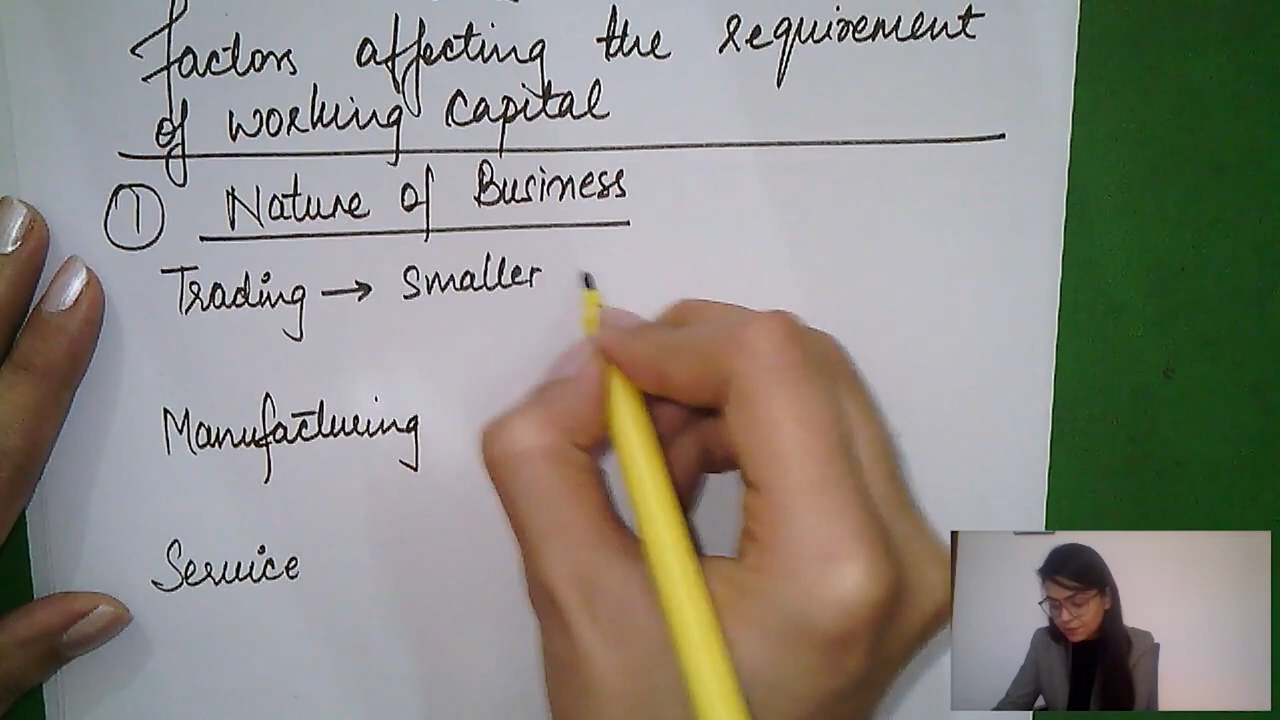 factors affecting the requirement
of working capital
① Nature of Business
Trading → smaller
Manufacturing
Service